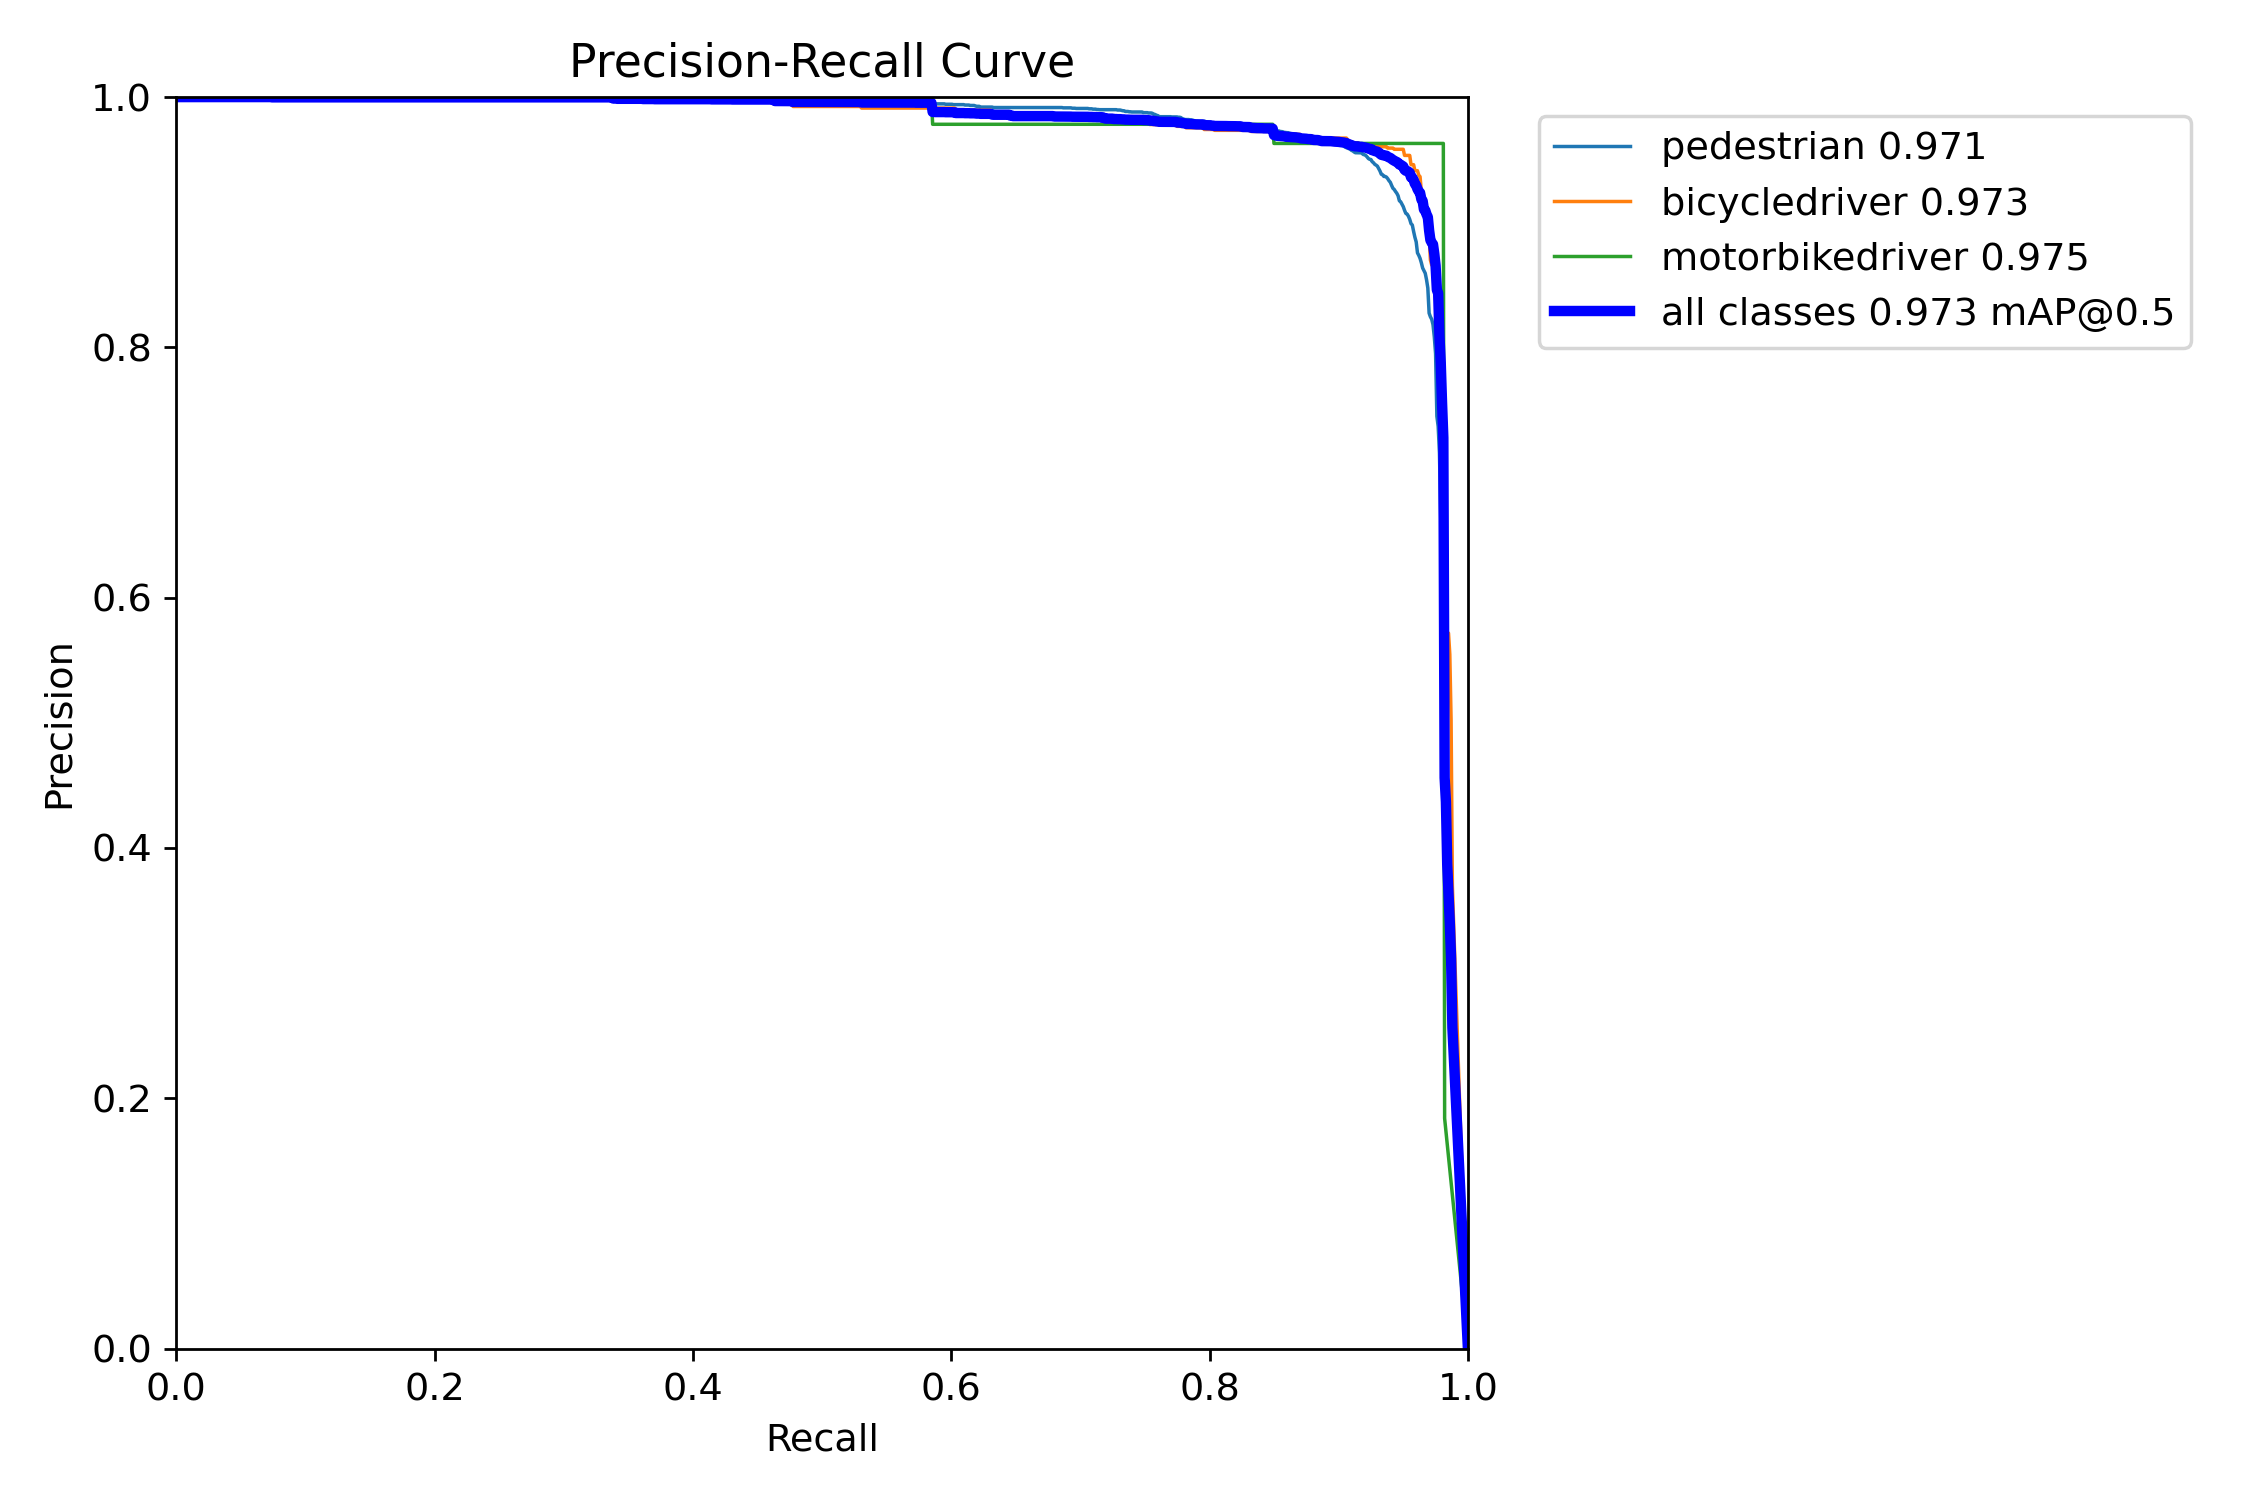 Precision-Recall Curve
1.0
0.8
0.6
0.4
0.2
0.0
Precision
0.0 0.2 0.4 0.6 0.8 1.0
Recall
pedestrian 0.971
bicycledriver 0.973
motorbikedriver 0.975
all classes 0.973 mAP@0.5